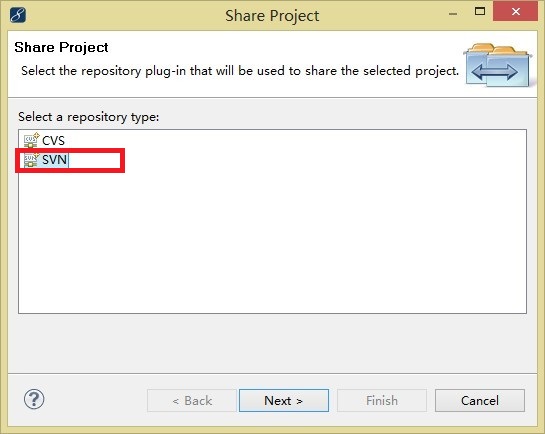 Share Project
Share Project
Select the repository plug-in that will be used to share the selected project.
Select a repository type:
CVS
SVN
< Back
Next >
Finish
Cancel